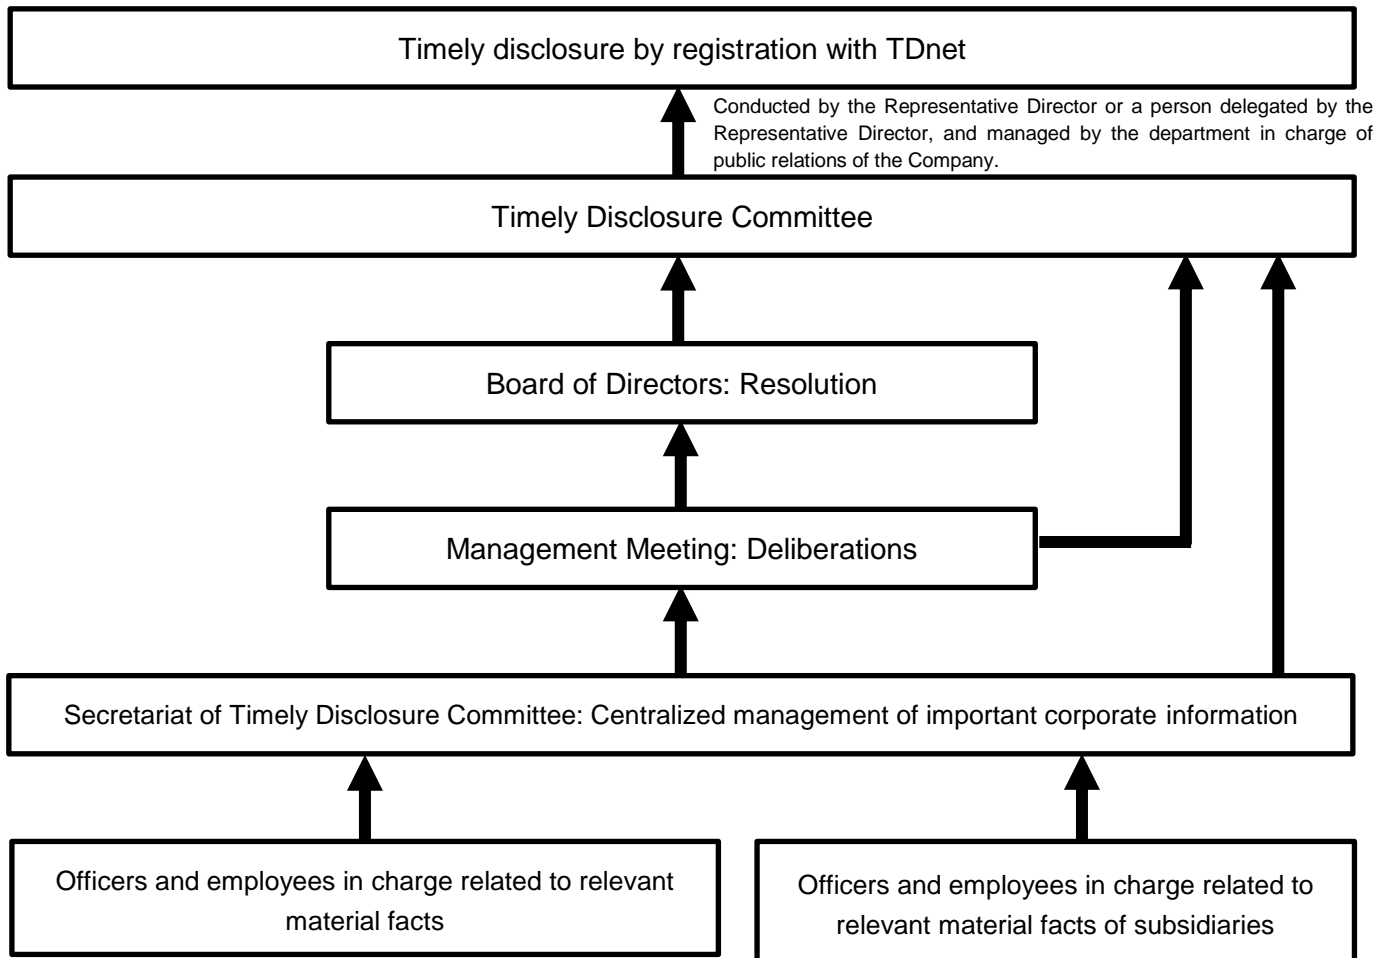 Timely disclosure by registration with TDnet
Conducted by the Representative Director or a person delegated by the
Representative Director, and managed by the department in charge of
public relations of the Company.
Timely Disclosure Committee
Board of Directors: Resolution
Management Meeting: Deliberations
Secretariat of Timely Disclosure Committee: Centralized management of important corporate information
Officers and employees in charge related to relevant
material facts
Officers and employees in charge related to
relevant material facts of subsidiaries